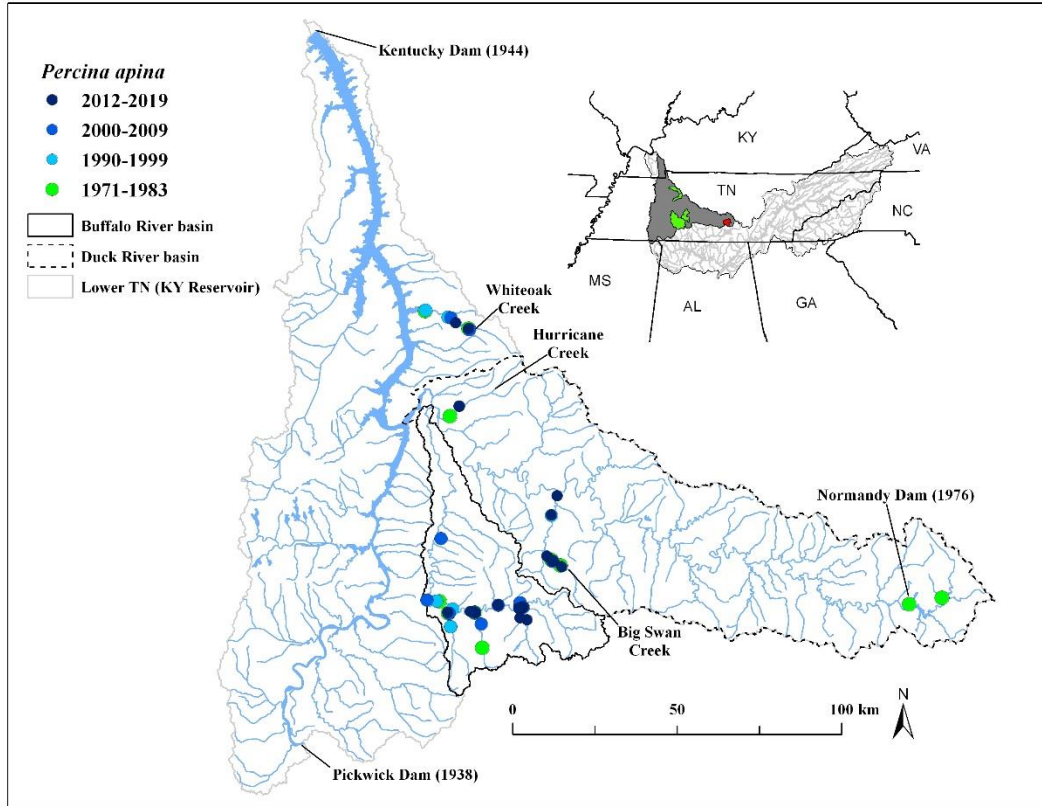 Kentucky Dam (1944)
Percina apina
2012-2019
2000-2009
1990-1999
1971-1983
Buffalo River basin
Duck River basin
Lower TN (KY Reservoir)
KY
VA
TN
NC
MS
AL
GA
Whiteoak
Creek
Hurricane
Creek
Normandy Dam (1976)
Big Swan
Creek
N
0 50 100 km
Pickwick Dam (1938)